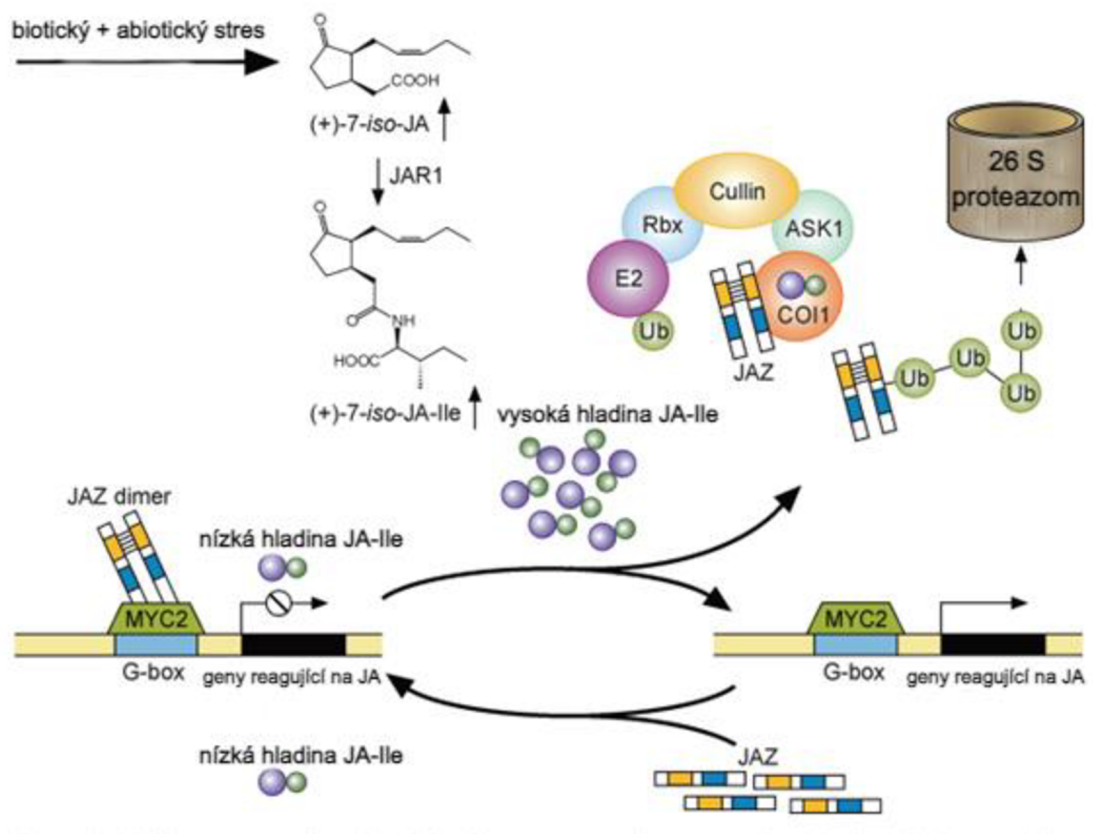 biotický + abiotický stres
O
COOH
(+)-7-iso-JA
JAR1
O
O
NH
HOOC
(+)-7-iso-JA-Ile
vysoká hladina JA-Ile
Cullin
Rbx
ASK1
E2
COI1
Ub
JAZ
26 S
proteazom
Ub
Ub
Ub
Ub
JAZ dimer
nízká hladina JA-Ile
MYC2
G-box
geny reagující na JA
MYC2
G-box
geny reagující na JA
nízká hladina JA-Ile
JAZ